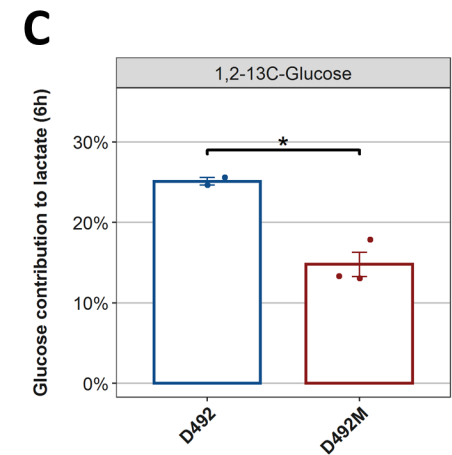 C
1,2-13C-Glucose
Glucose contribution to lactate (6h)
30%
20%
10%
0%
*
D492
D492M